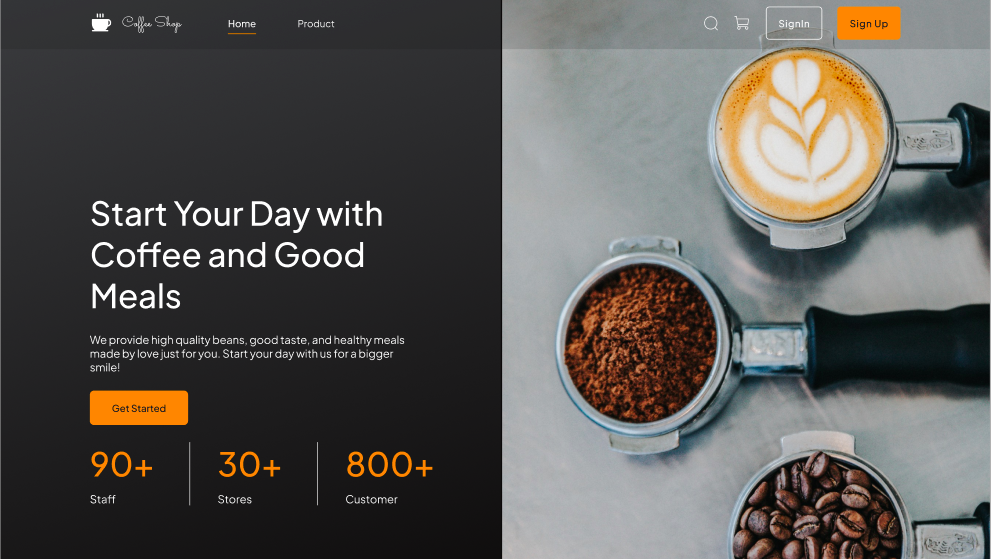 Coffee Shop
Home
Product
SignIn
Sign Up
Start Your Day with
Coffee and Good
Meals
We provide high quality beans, good taste, and healthy meals
made by love just for you. Start your day with us for a bigger
smile!
Get Started
90+
30+
800+
Staff
Stores
Customer